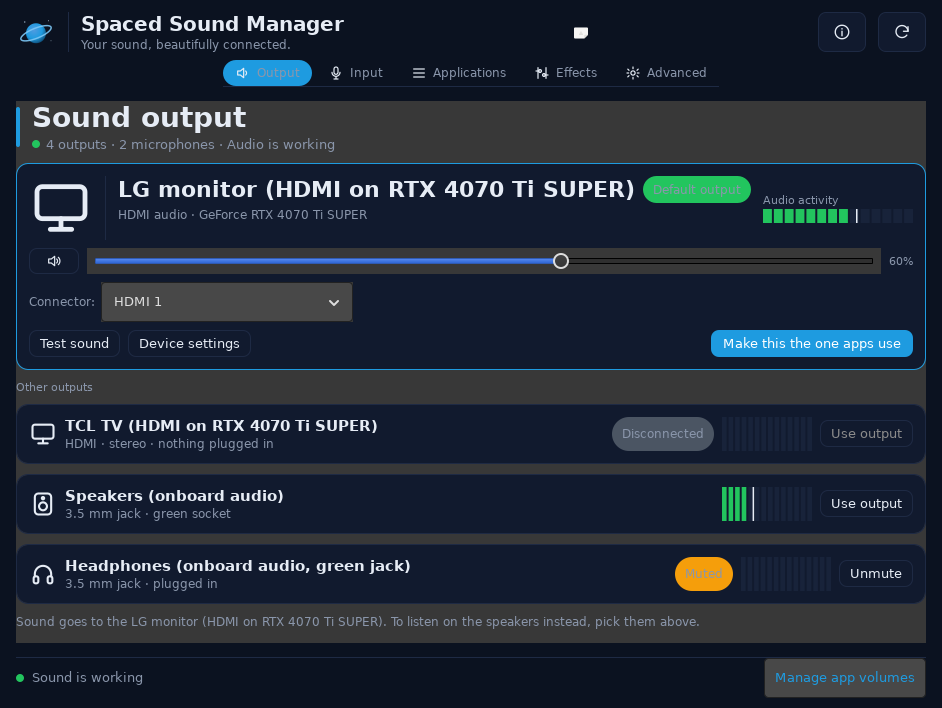 Spaced Sound Manager
Your sound, beautifully connected.
Output Input Applications Effects Advanced
Sound output
4 outputs · 2 microphones · Audio is working
LG monitor (HDMI on RTX 4070 Ti SUPER) Default output
HDMI audio · GeForce RTX 4070 Ti SUPER
Audio activity
60%
Connector: HDMI 1
Test sound Device settings Make this the one apps use
Other outputs
TCL TV (HDMI on RTX 4070 Ti SUPER)
HDMI · stereo · nothing plugged in
Disconnected Use output
Speakers (onboard audio)
3.5 mm jack · green socket
Use output
Headphones (onboard audio, green jack)
3.5 mm jack · plugged in
Muted Unmute
Sound goes to the LG monitor (HDMI on RTX 4070 Ti SUPER). To listen on the speakers instead, pick them above.
Sound is working Manage app volumes